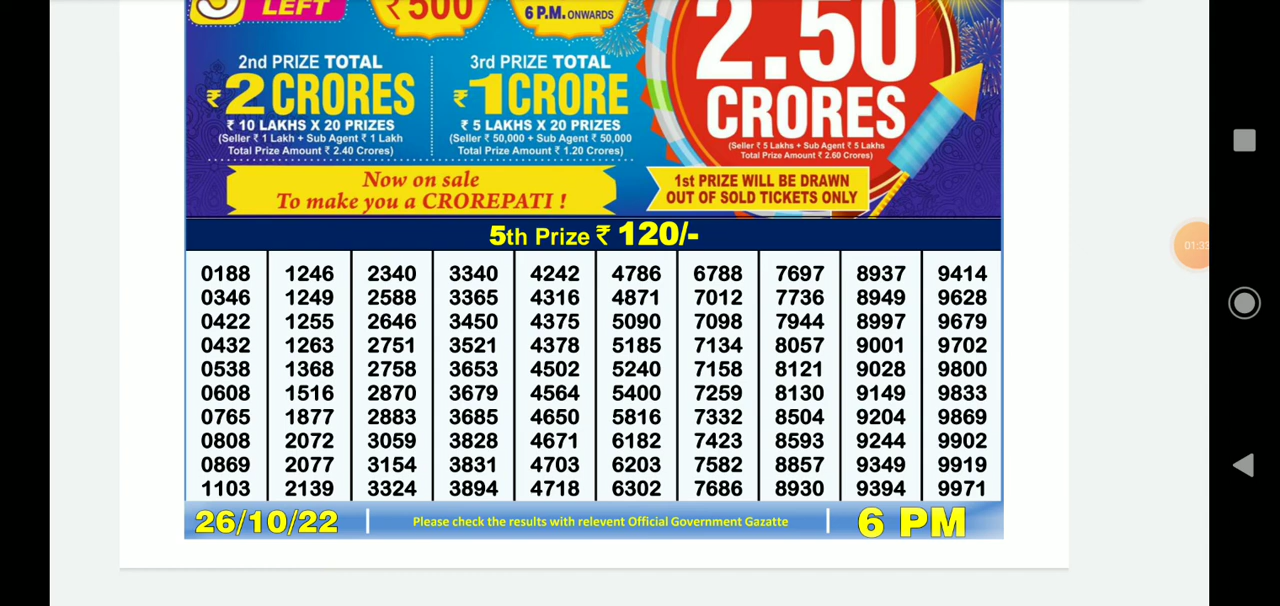 LEFT
₹500
6 P.M. ONWARDS
2.50
CRORES
(Seller ₹ 5 Lakhs + Sub Agent ₹ 5 Lakhs
Total Prize Amount ₹ 2.60 Crores)
2nd PRIZE TOTAL
₹2 CRORES
₹ 10 LAKHS X 20 PRIZES
(Seller ₹ 1 Lakh + Sub Agent ₹ 1 Lakh
Total Prize Amount ₹ 2.40 Crores)
3rd PRIZE TOTAL
₹1 CRORE
₹ 5 LAKHS X 20 PRIZES
(Seller ₹ 50,000 + Sub Agent ₹ 50,000
Total Prize Amount ₹ 1.20 Crores)
Now on sale
To make you a CROREPATI !
1st PRIZE WILL BE DRAWN
OUT OF SOLD TICKETS ONLY
5th Prize ₹ 120/-
0188 1246 2340 3340 4242 4786 6788 7697 8937 9414
0346 1249 2588 3365 4316 4871 7012 7736 8949 9628
0422 1255 2646 3450 4375 5090 7098 7944 8997 9679
0432 1263 2751 3521 4378 5185 7134 8057 9001 9702
0538 1368 2758 3653 4502 5240 7158 8121 9028 9800
0608 1516 2870 3679 4564 5400 7259 8130 9149 9833
0765 1877 2883 3685 4650 5816 7332 8504 9204 9869
0808 2072 3059 3828 4671 6182 7423 8593 9244 9902
0869 2077 3154 3831 4703 6203 7582 8857 9349 9919
1103 2139 3324 3894 4718 6302 7686 8930 9394 9971
26/10/22 Please check the results with relevent Official Government Gazatte 6 PM
01:33